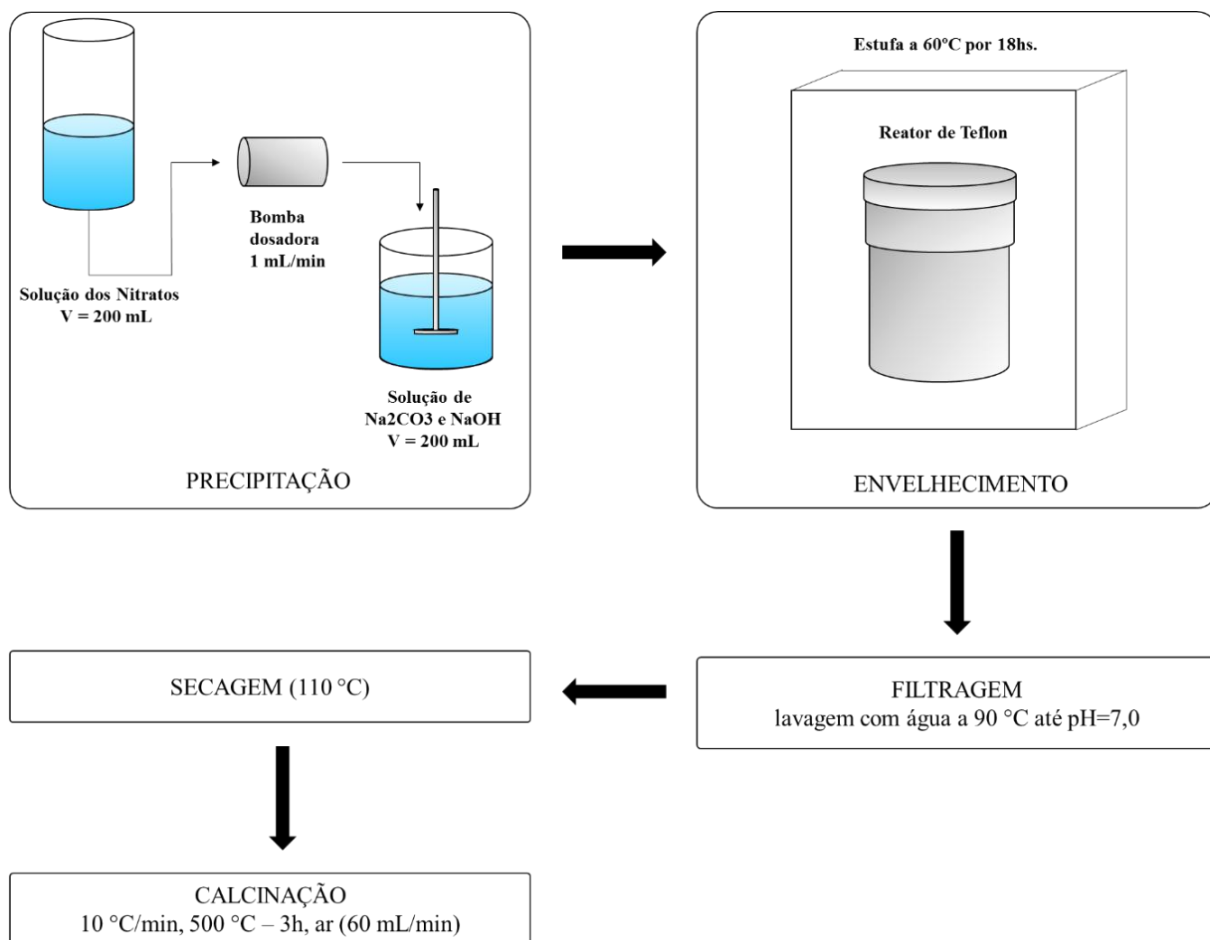 Solução dos Nitratos
V = 200 mL
Bomba
dosadora
1 mL/min
Solução de
Na2CO3 e NaOH
V = 200 mL
PRECIPITAÇÃO
Estufa a 60ºC por 18hs.
Reator de Teflon
ENVELHECIMENTO
FILTRAGEM
lavagem com água a 90 °C até pH=7,0
SECAGEM (110 °C)
CALCINAÇÃO
10 °C/min, 500 °C – 3h, ar (60 mL/min)